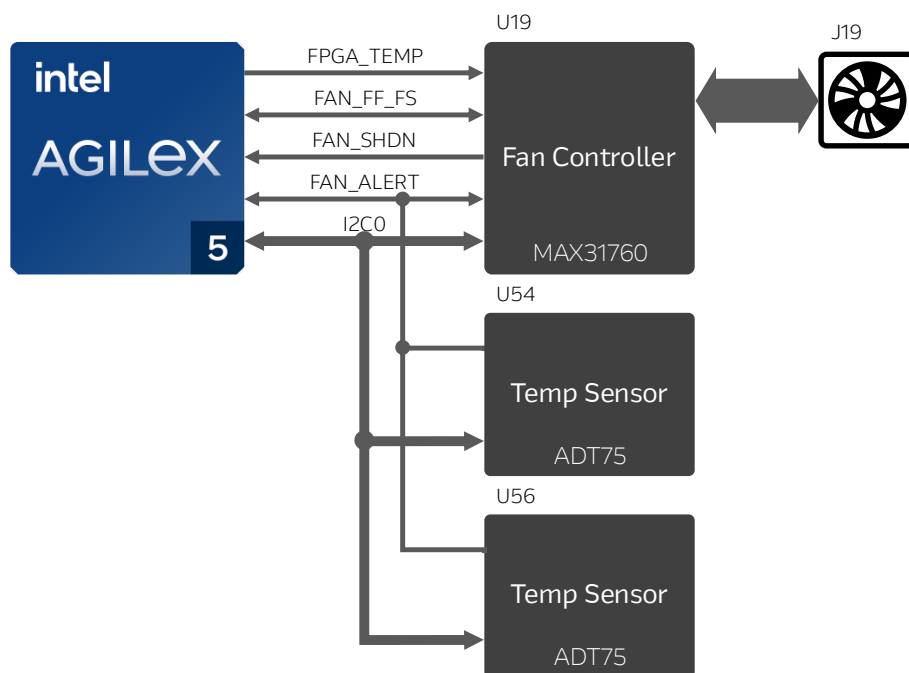 U19
J19
intel
AGILEX
5
FPGA_TEMP
FAN_FF_FS
FAN_SHDN
FAN_ALERT
I2C0
Fan Controller
MAX31760
U54
Temp Sensor
ADT75
U56
Temp Sensor
ADT75